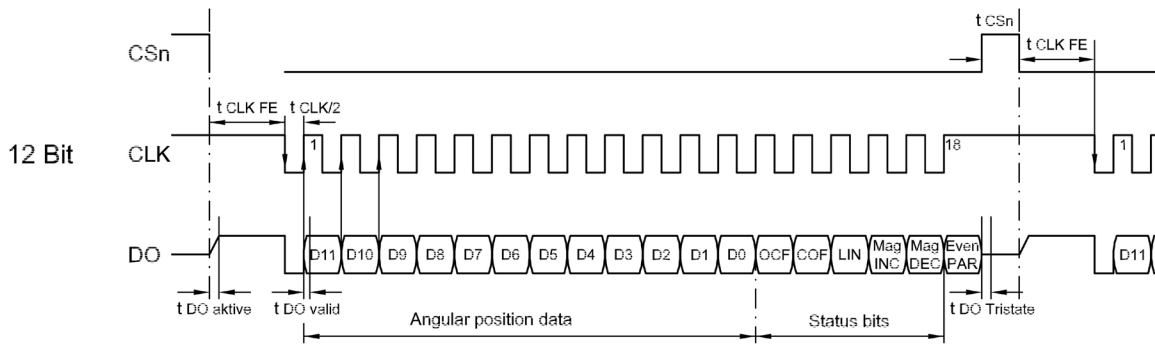 t CSn
CSn
t CLK FE
t CLK FE
t CLK/2
12 Bit
CLK
1
18
1
DO
D11
D10
D9
D8
D7
D6
D5
D4
D3
D2
D1
D0
OCF
COF
LIN
Mag
INC
Mag
DEC
Even
PAR
D11
t DO aktive
t DO valid
t DO Tristate
Angular position data
Status bits